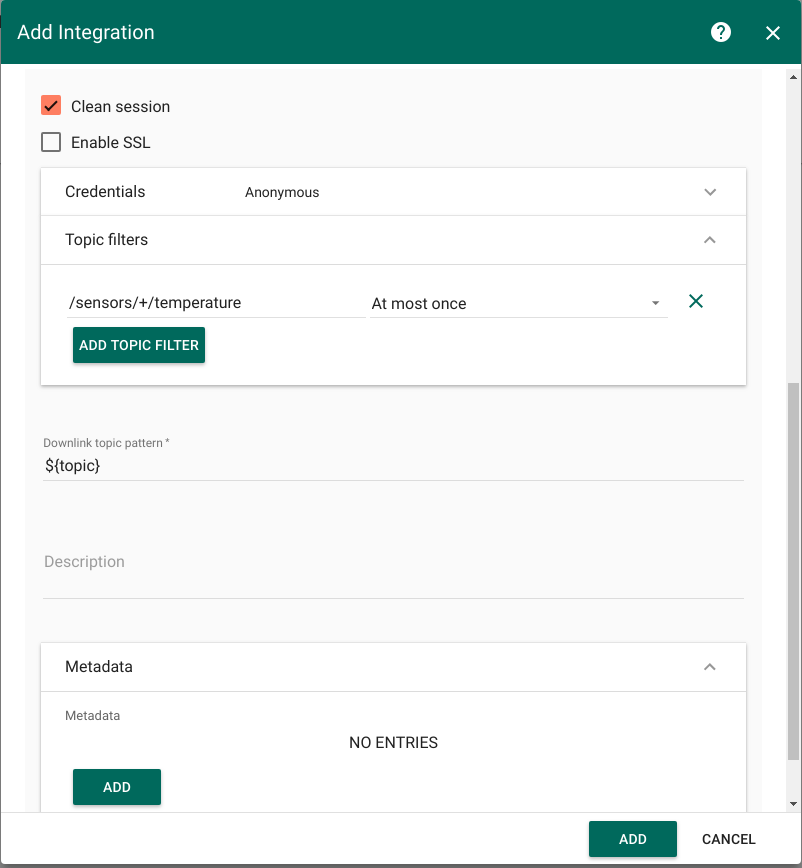 Add Integration
Clean session
Enable SSL
Credentials Anonymous
Topic filters
/sensors/+/temperature At most once
ADD TOPIC FILTER
Downlink topic pattern *
${topic}
Description
Metadata
Metadata
NO ENTRIES
ADD
ADD CANCEL